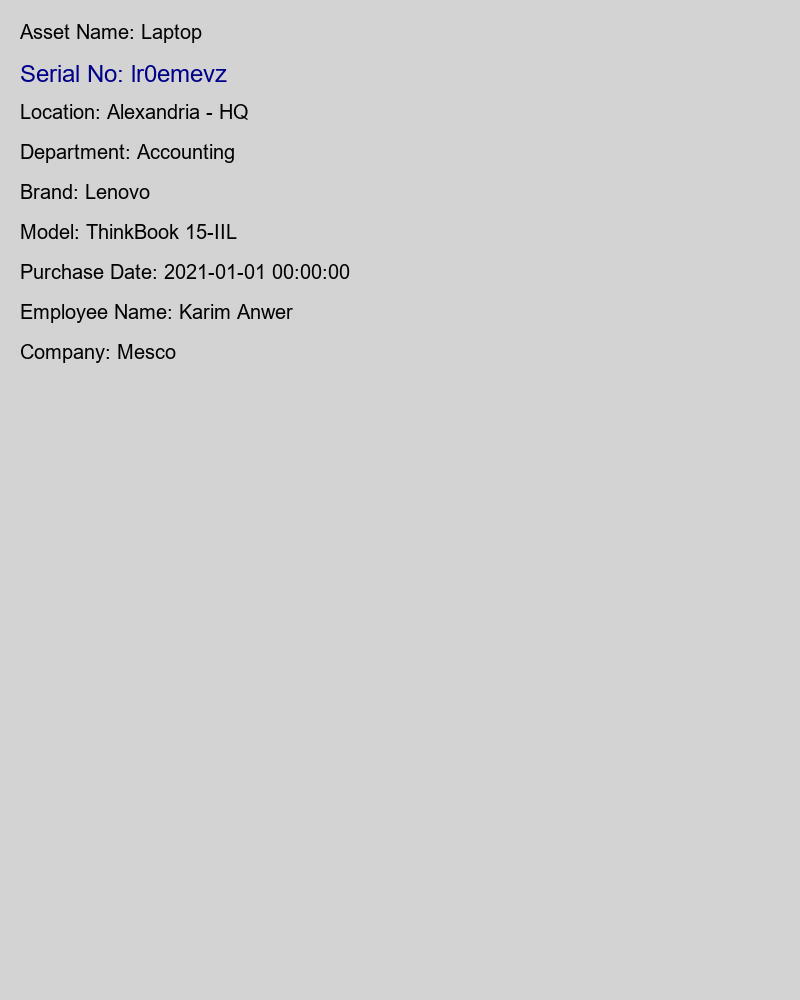 Asset Name: Laptop
Serial No: lr0emevz
Location: Alexandria - HQ
Department: Accounting
Brand: Lenovo
Model: ThinkBook 15-IIL
Purchase Date: 2021-01-01 00:00:00
Employee Name: Karim Anwer
Company: Mesco